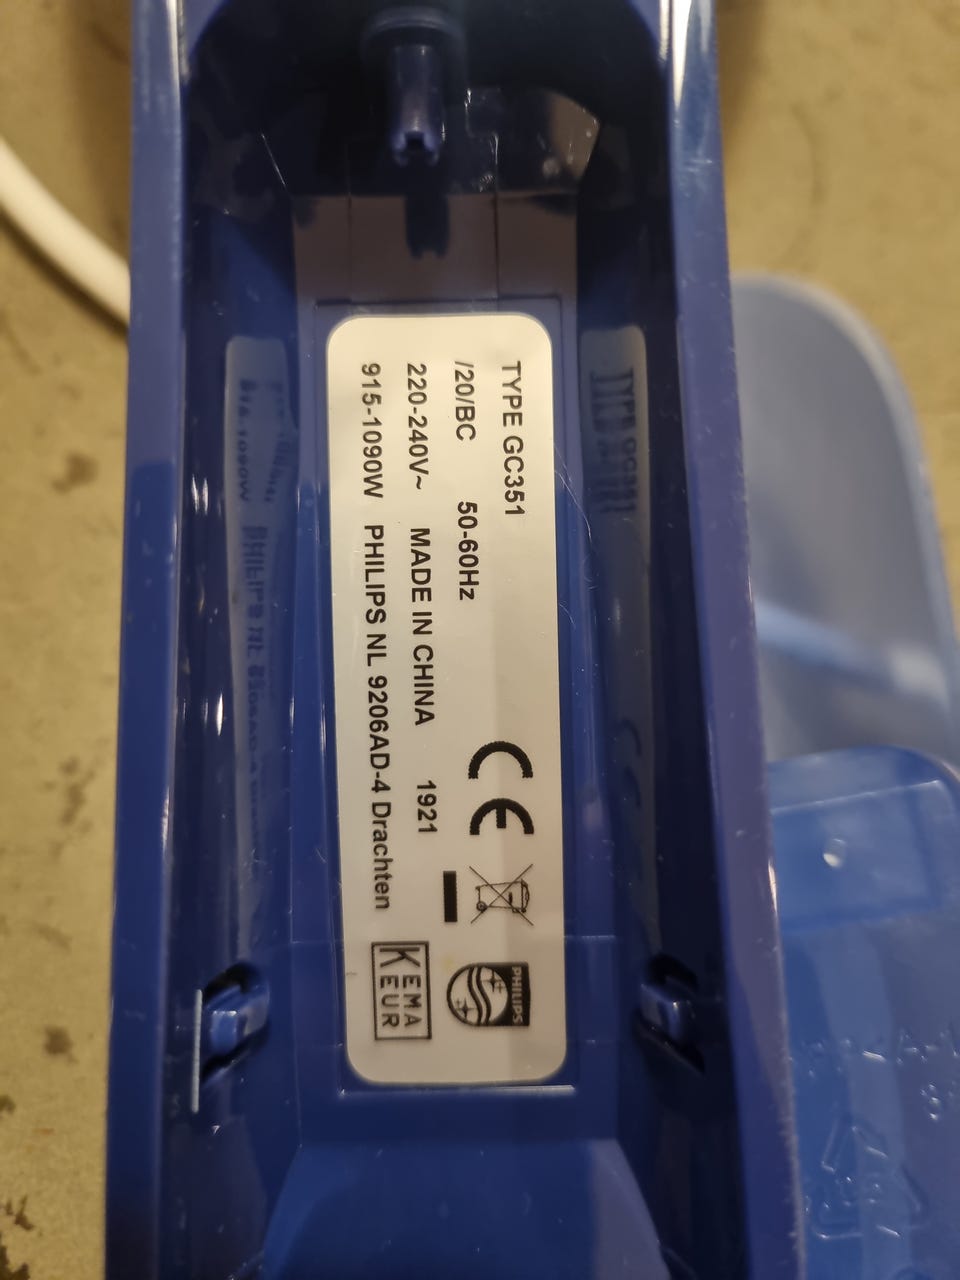 TYPE GC351
/20/BC 50-60Hz
220-240V~ MADE IN CHINA 1921
915-1090W PHILIPS NL 9206AD-4 Drachten
CE
PHILIPS
KEMA
KEUR